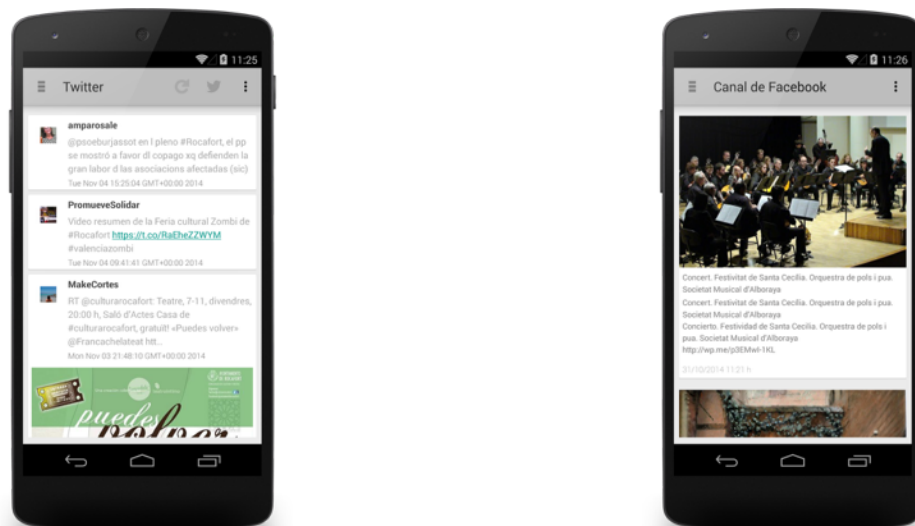 11:25
Twitter
amparosale
@psoeburjassot en l pleno #Rocafort, el pp
se mostró a favor dl copago xq defienden la
gran labor d las asociacions afectadas (sic)
Tue Nov 04 15:25:04 GMT+00:00 2014
PromueveSolidar
Vídeo resumen de la Feria cultural Zombi de
#Rocafort https://t.co/RaEheZZWYM
#valenciazombi
Tue Nov 04 09:41:41 GMT+00:00 2014
MakeCortes
RT @culturarocafort: Teatre, 7-11, divendres,
20:00 h, Saló d'Actes Casa de
#culturarocafort, gratuït! «Puedes volver»
@Francachelateat htt...
Mon Nov 03 21:48:10 GMT+00:00 2014
puedes
volver
11:26
Canal de Facebook
Concert. Festivitat de Santa Cecília. Orquestra de pols i pua.
Societat Musical d'Alboraya
Concert. Festivitat de Santa Cecília. Orquestra de pols i pua.
Societat Musical d'Alboraya
Concierto. Festividad de Santa Cecilia. Orquestra de pols i
pua. Societat Musical d'Alboraya
http://wp.me/p3EMwI-1KL
31/10/2014 11:21 h